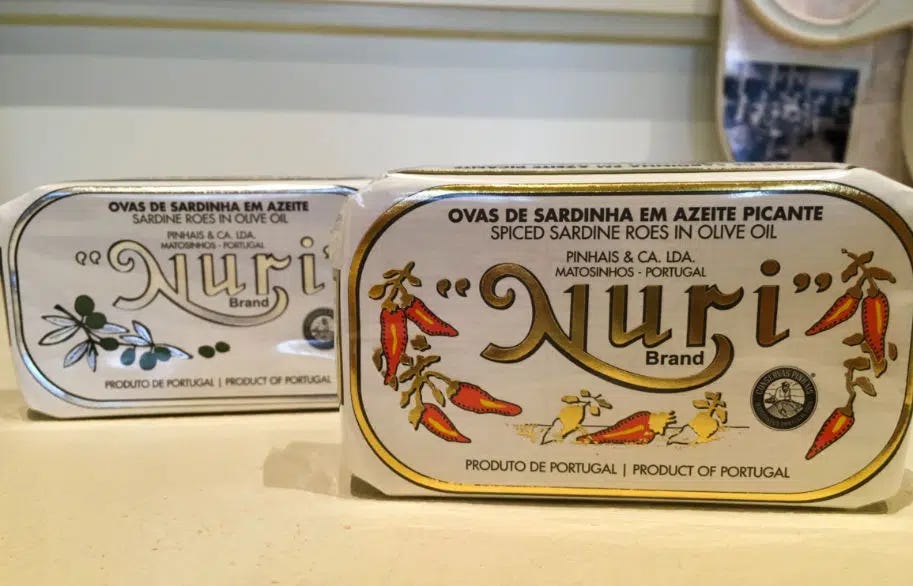 OVAS DE SARDINHA EM AZEITE
SARDINE ROES IN OLIVE OIL
PINHAIS & CA. LDA.
MATOSINHOS - PORTUGAL
"Nuri
Brand
PRODUTO DE PORTUGAL | PRODUCT OF PORTUGAL
OVAS DE SARDINHA EM AZEITE PICANTE
SPICED SARDINE ROES IN OLIVE OIL
PINHAIS & CA. LDA.
MATOSINHOS - PORTUGAL
"Nuri"
Brand
CONSERVAS PINHAIS
PRODUTO DE PORTUGAL | PRODUCT OF PORTUGAL